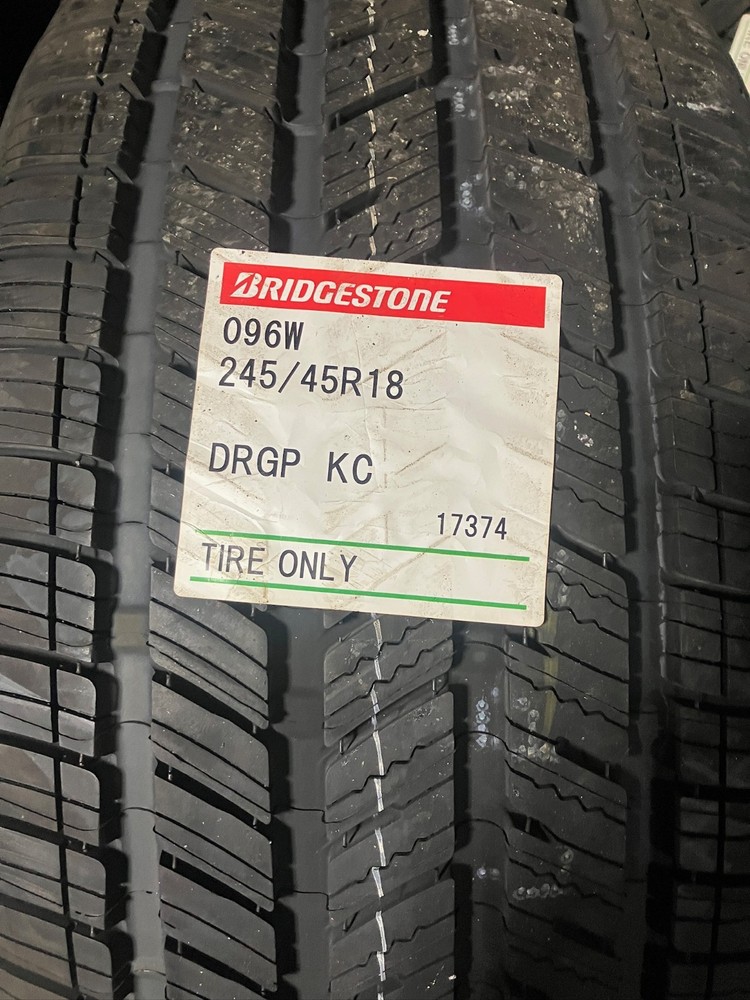 BRIDGESTONE
096W
245/45R18
DRGP KC
17374
TIRE ONLY